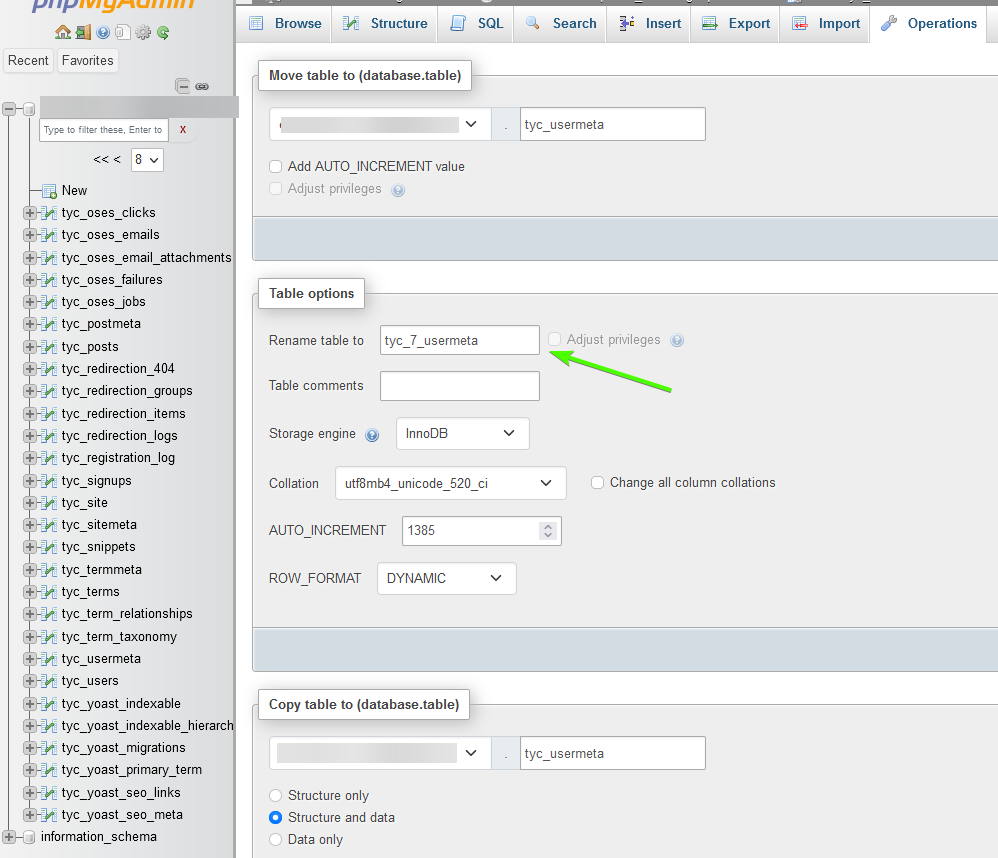 phpMyAdmin
Recent Favorites
Type to filter these, Enter to X
<< < 8
New
tyc_oses_clicks
tyc_oses_emails
tyc_oses_email_attachments
tyc_oses_failures
tyc_oses_jobs
tyc_postmeta
tyc_posts
tyc_redirection_404
tyc_redirection_groups
tyc_redirection_items
tyc_redirection_logs
tyc_registration_log
tyc_signups
tyc_site
tyc_sitemeta
tyc_snippets
tyc_termmeta
tyc_terms
tyc_term_relationships
tyc_term_taxonomy
tyc_usermeta
tyc_users
tyc_yoast_indexable
tyc_yoast_indexable_hierarch
tyc_yoast_migrations
tyc_yoast_primary_term
tyc_yoast_seo_links
tyc_yoast_seo_meta
information_schema
Browse Structure SQL Search Insert Export Import Operations
Move table to (database.table)
. tyc_usermeta
Add AUTO_INCREMENT value
Adjust privileges
Table options
Rename table to tyc_7_usermeta Adjust privileges
Table comments
Storage engine InnoDB
Collation utf8mb4_unicode_520_ci Change all column collations
AUTO_INCREMENT 1385
ROW_FORMAT DYNAMIC
Copy table to (database.table)
. tyc_usermeta
Structure only
Structure and data
Data only